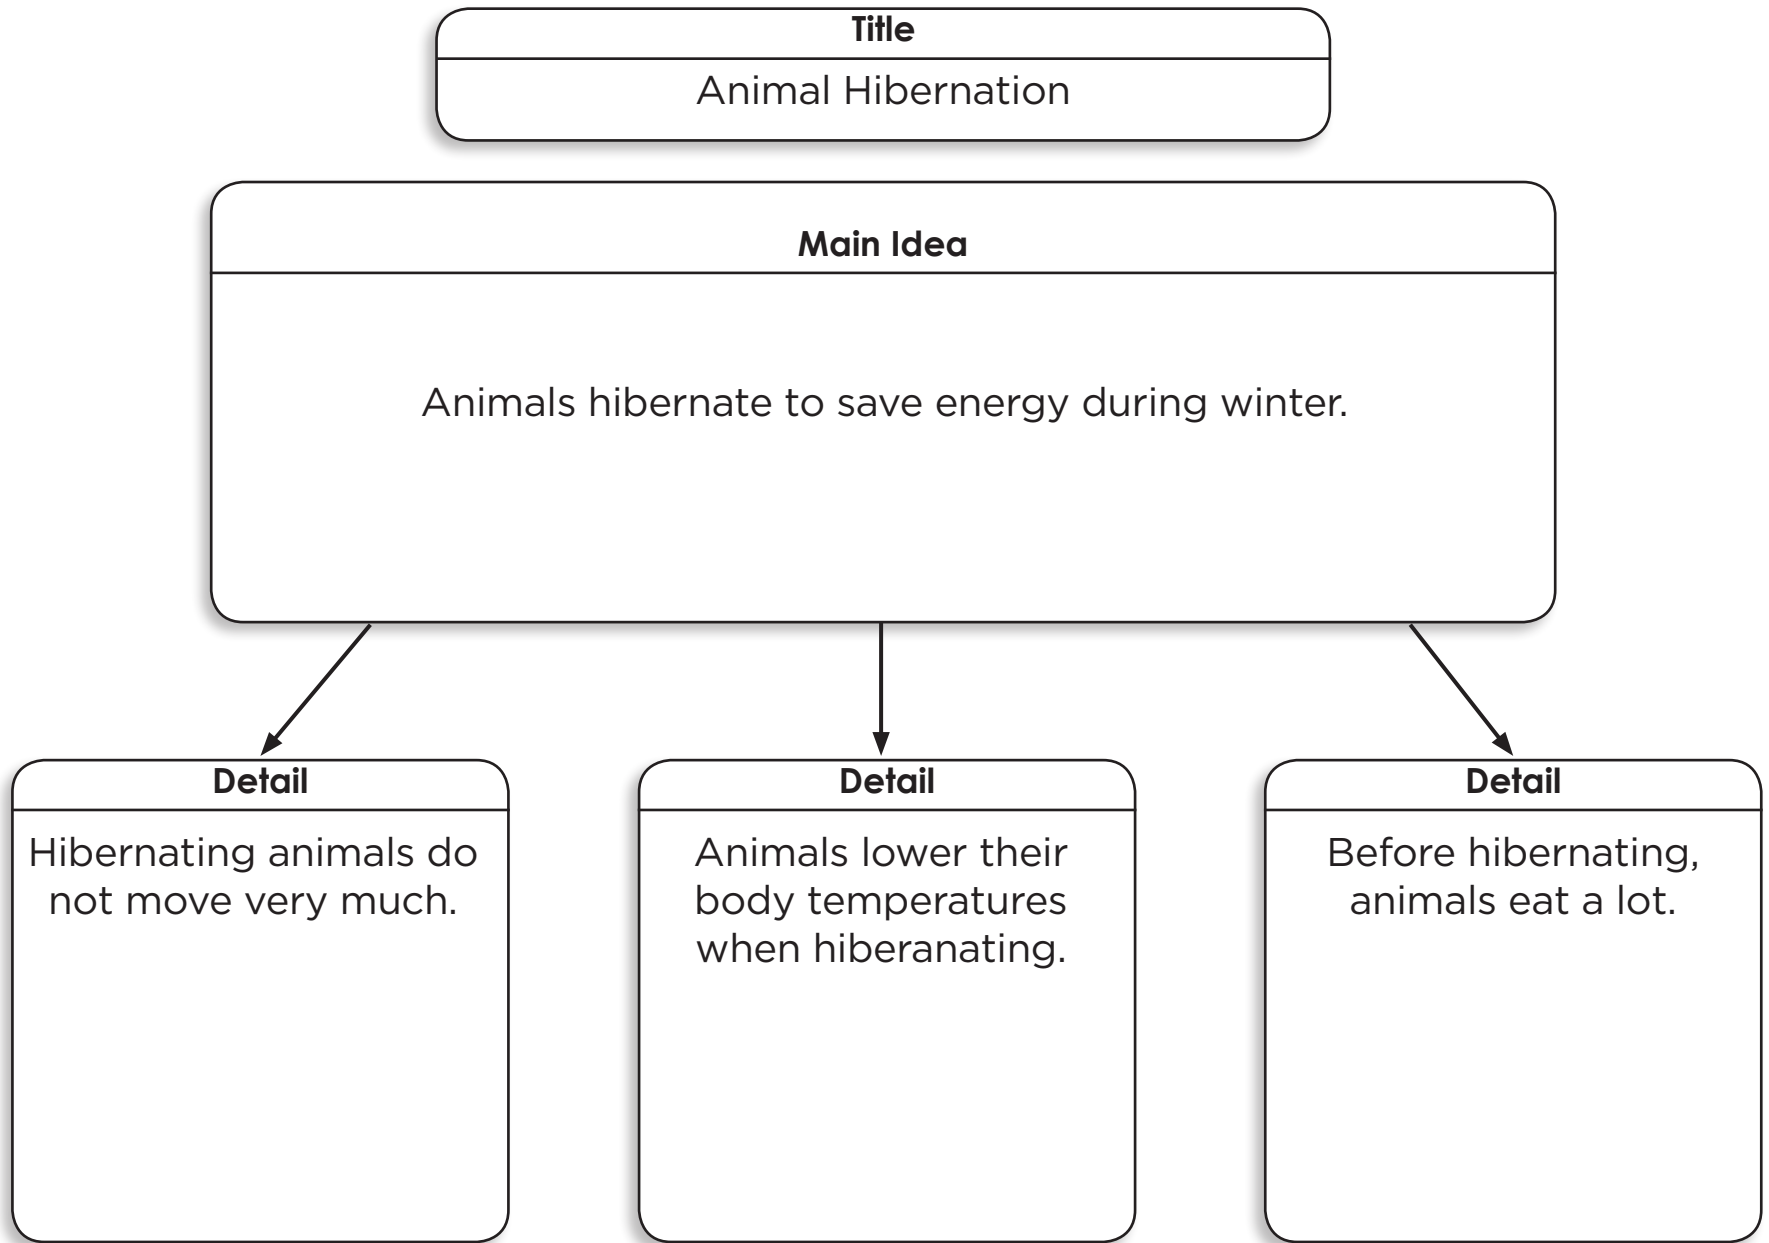 Title
Animal Hibernation
Main Idea
Animals hibernate to save energy during winter.
Detail
Hibernating animals do
not move very much.
Detail
Animals lower their
body temperatures
when hiberanating.
Detail
Before hibernating,
animals eat a lot.